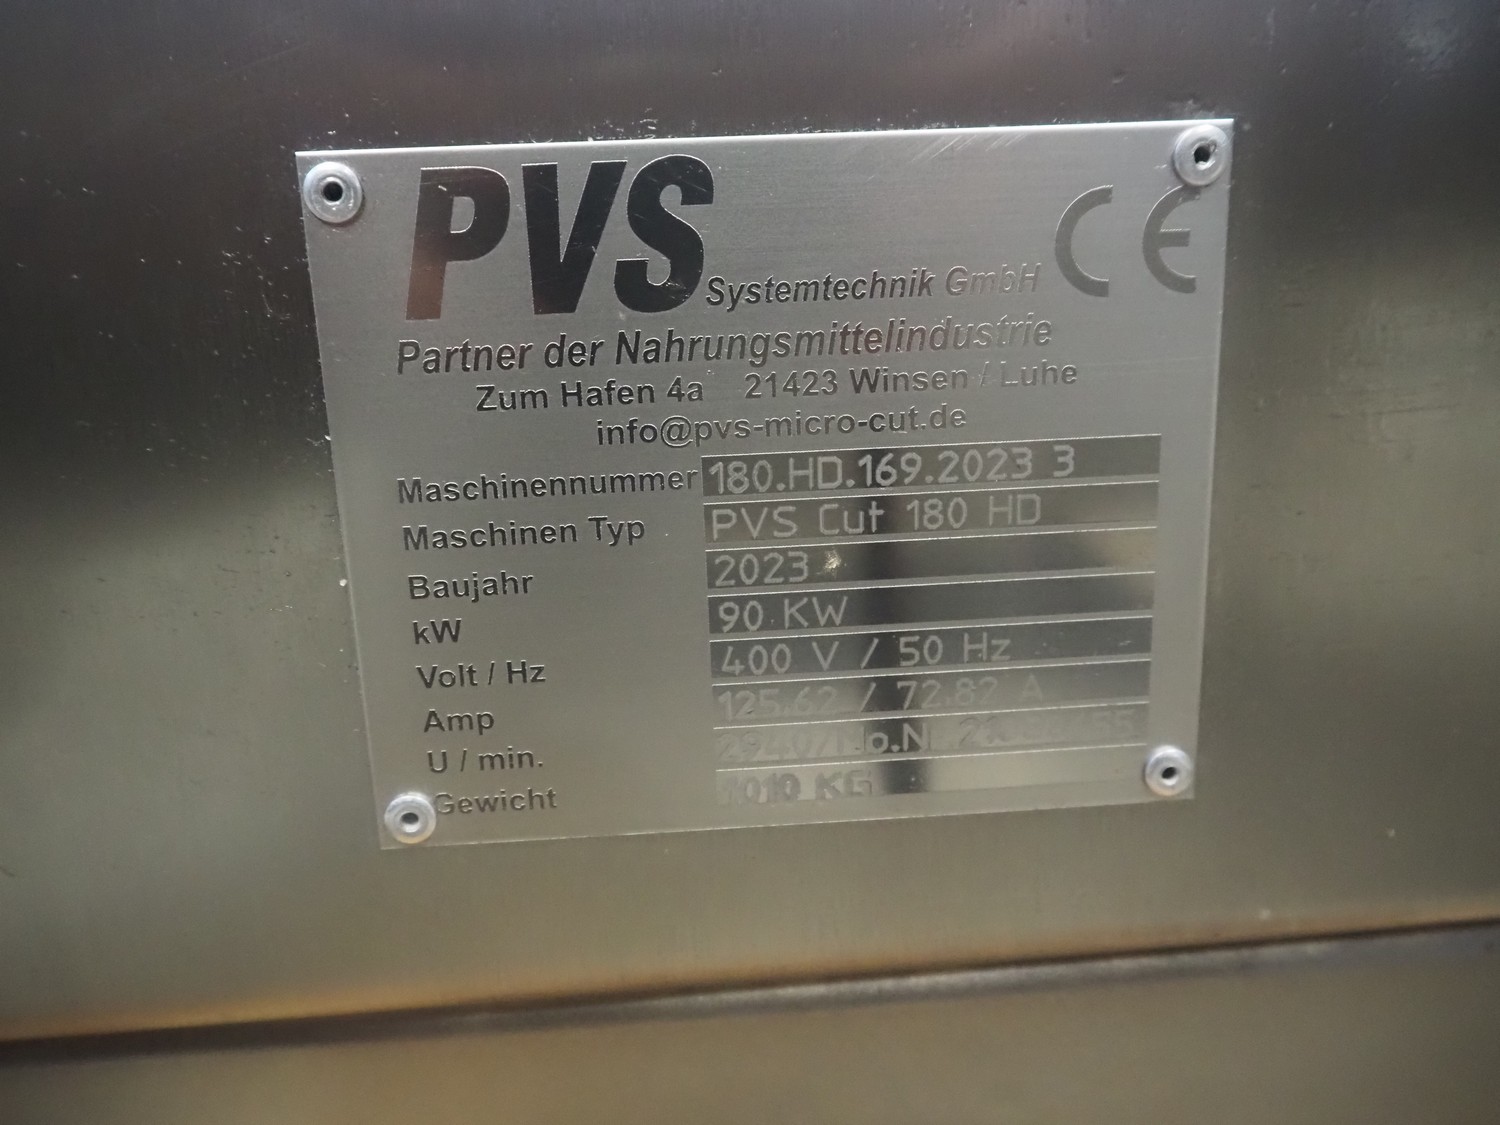 PVS Systemtechnik GmbH CE
Partner der Nahrungsmittelindustrie
Zum Hafen 4a 21423 Winsen / Luhe
info@pvs-micro-cut.de
Maschinennummer 180.HD.169.2023 3
Maschinen Typ PVS Cut 180 HD
Baujahr 2023
kW 90 KW
Volt / Hz 400 V / 50 Hz
Amp 125.62 / 72.82 A
U / min.
Gewicht 1010 KG